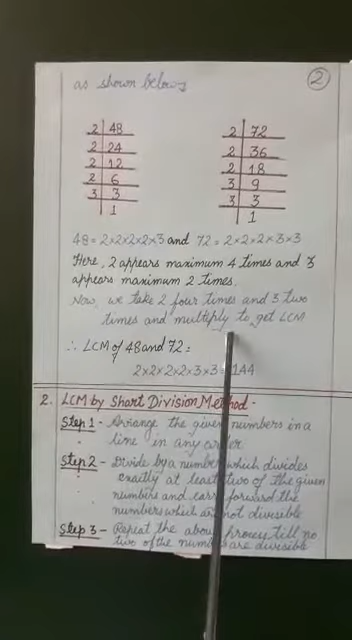 2
as shown below:
2 48
2 24
2 12
2 6
3 3
1
2 72
2 36
2 18
3 9
3 3
1
48 = 2×2×2×2×3 and 72 = 2×2×2×3×3
Here, 2 appears maximum 4 times and 3
appears maximum 2 times.
Now, we take 2 four times and 3 two
times and multiply to get LCM
∴ LCM of 48 and 72 =
2×2×2×2×3×3 = 144
2. LCM by Short Division Method-
Step 1 - Arrange the given numbers in a
line in any order
Step 2 - Divide by a number which divides
exactly at least two of the given
numbers and carry forward the
numbers which are not divisible
Step 3 - Repeat the above process till no
two of the numbers are divisible